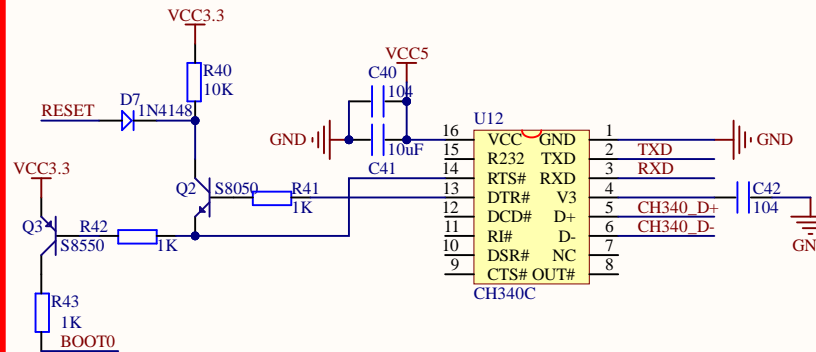 VCC3.3
R40
10K
VCC5
C40
104
D7
1N4148
RESET
GND
10uF
C41
U12
16 VCC GND 1
GND
15 R232 TXD 2
TXD
14 RTS# RXD 3
RXD
13 DTR# V3 4
C42
104
12 DCD# D+ 5
CH340_D+
11 RI# D- 6
CH340_D-
10 DSR# NC 7
9 CTS# OUT# 8
CH340C
VCC3.3
Q2
S8050
R41
1K
Q3
S8550
R42
1K
R43
1K
BOOT0